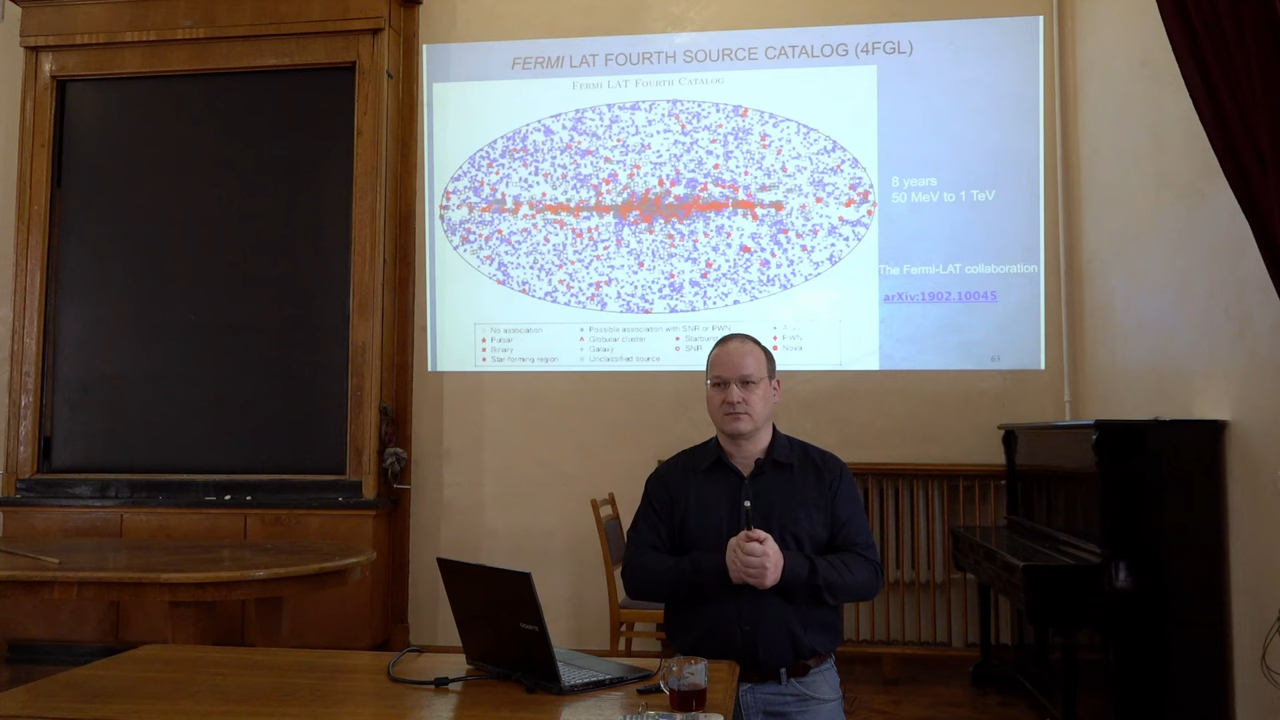 FERMI LAT FOURTH SOURCE CATALOG (4FGL)
FERMI LAT FOURTH CATALOG
8 years
50 MeV to 1 TeV
The Fermi-LAT collaboration
arXiv:1902.10045
No association
Possible association with SNR or PWN
Pulsar
Globular cluster
Starburst
PWN
Binary
Galaxy
SNR
Nova
Star-forming region
Unclassified source
63
GIGABYTE